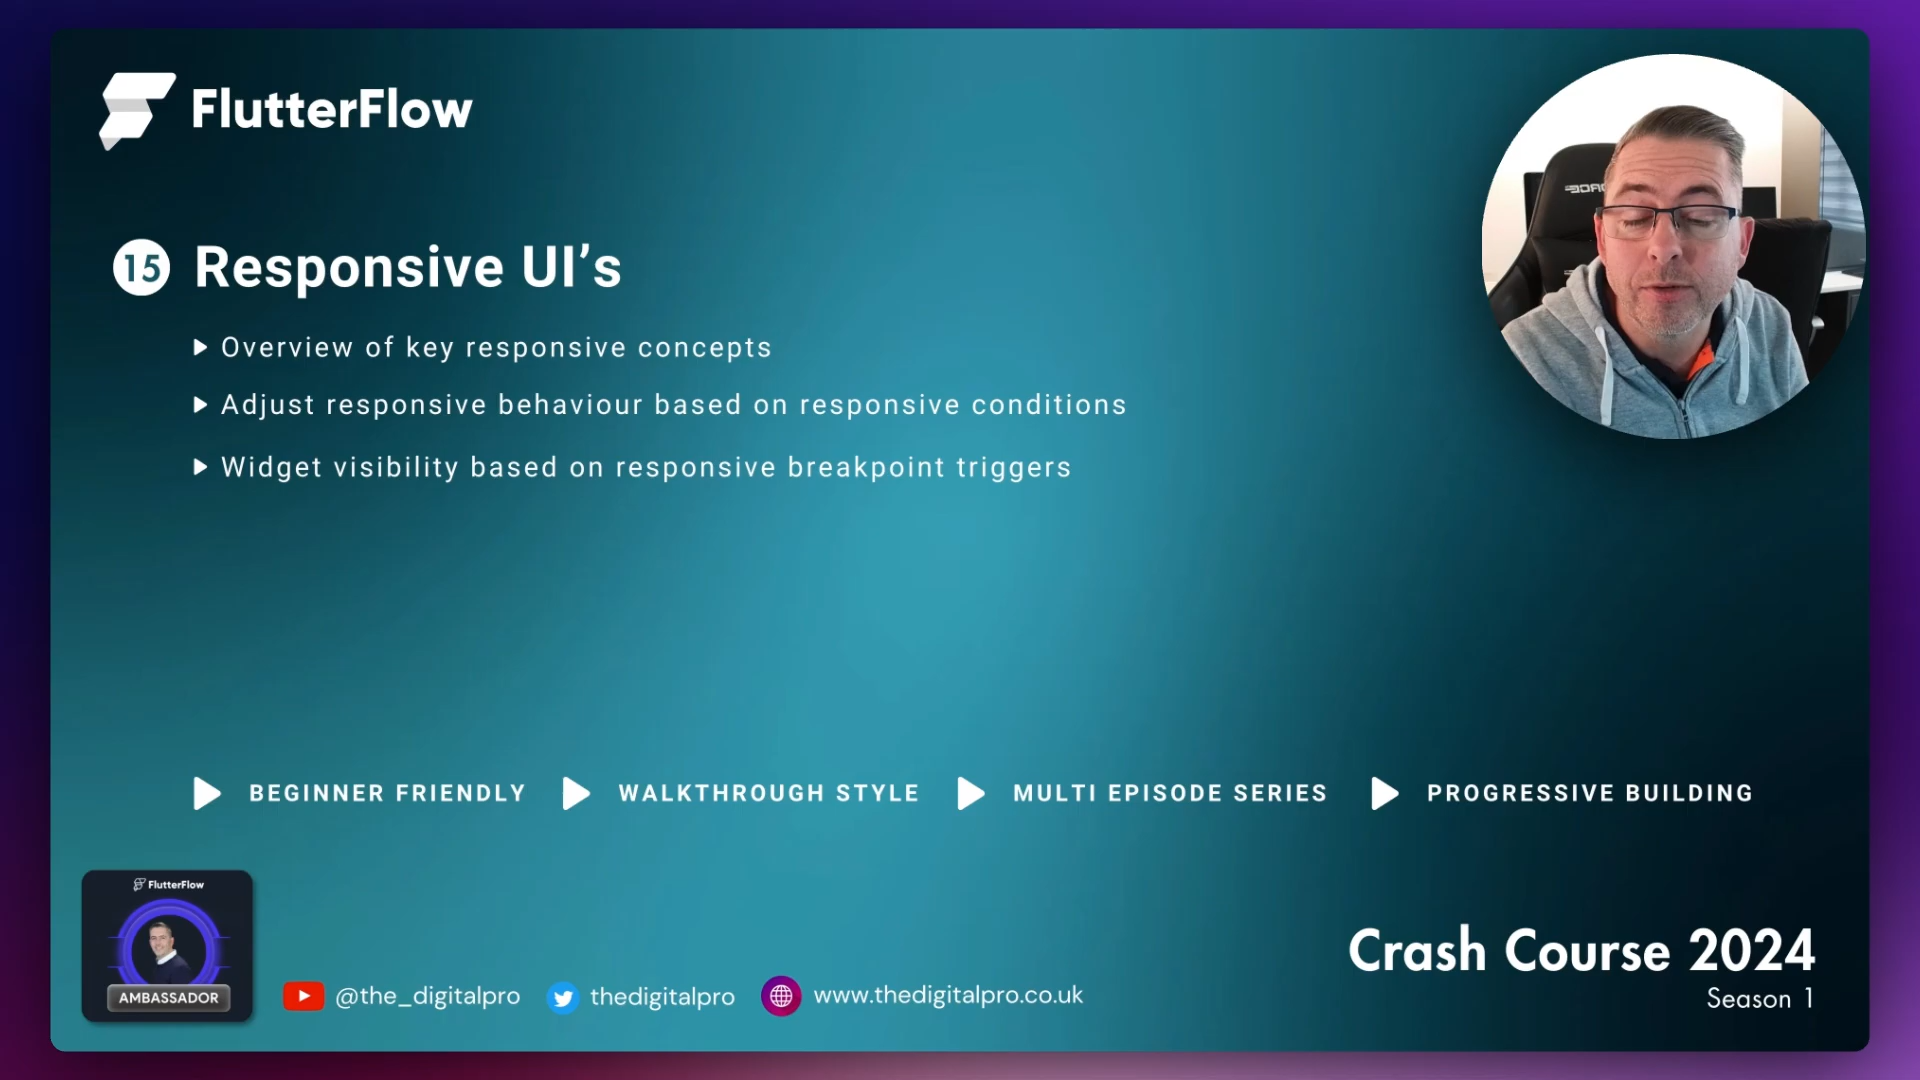 FlutterFlow
15 Responsive UI’s
Overview of key responsive concepts
Adjust responsive behaviour based on responsive conditions
Widget visibility based on responsive breakpoint triggers
BEGINNER FRIENDLY
WALKTHROUGH STYLE
MULTI EPISODE SERIES
PROGRESSIVE BUILDING
FlutterFlow
AMBASSADOR
@the_digitalpro
thedigitalpro
www.thedigitalpro.co.uk
Crash Course 2024
Season 1